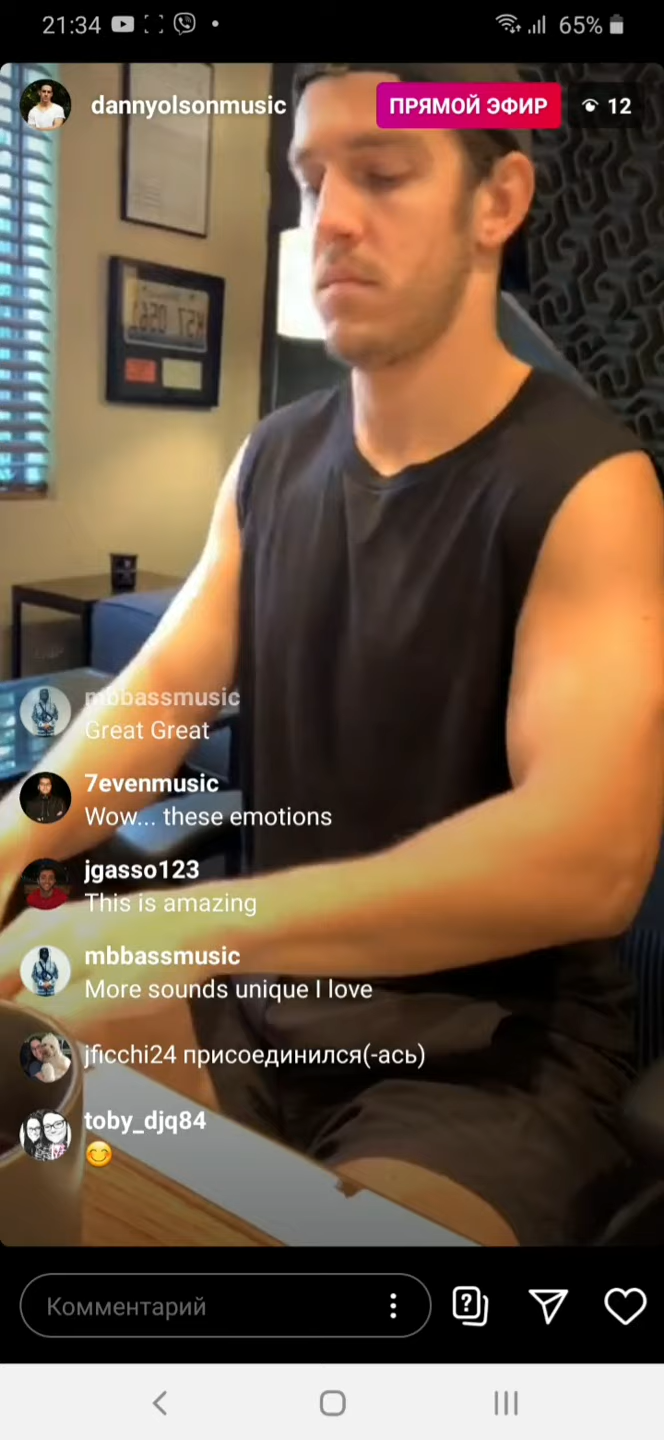 21:34
65%
dannyolsonmusic
ПРЯМОЙ ЭФИР
12
mbbassmusic
Great Great
7evenmusic
Wow... these emotions
jgasso123
This is amazing
mbbassmusic
More sounds unique I love
jficchi24 присоединился(-ась)
toby_djq84
😊
Комментарий